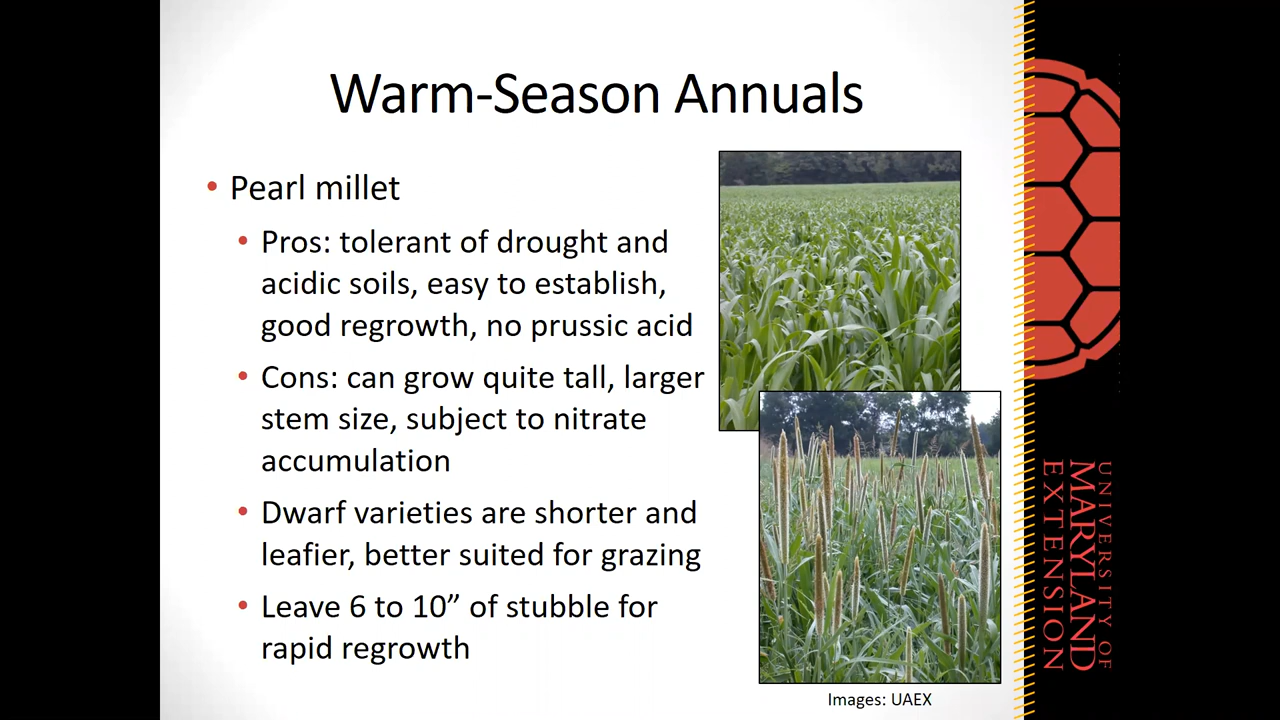 Warm-Season Annuals
• Pearl millet
• Pros: tolerant of drought and
acidic soils, easy to establish,
good regrowth, no prussic acid
• Cons: can grow quite tall, larger
stem size, subject to nitrate
accumulation
• Dwarf varieties are shorter and
leafier, better suited for grazing
• Leave 6 to 10” of stubble for
rapid regrowth
Images: UAEX
UNIVERSITY OF
MARYLAND
EXTENSION